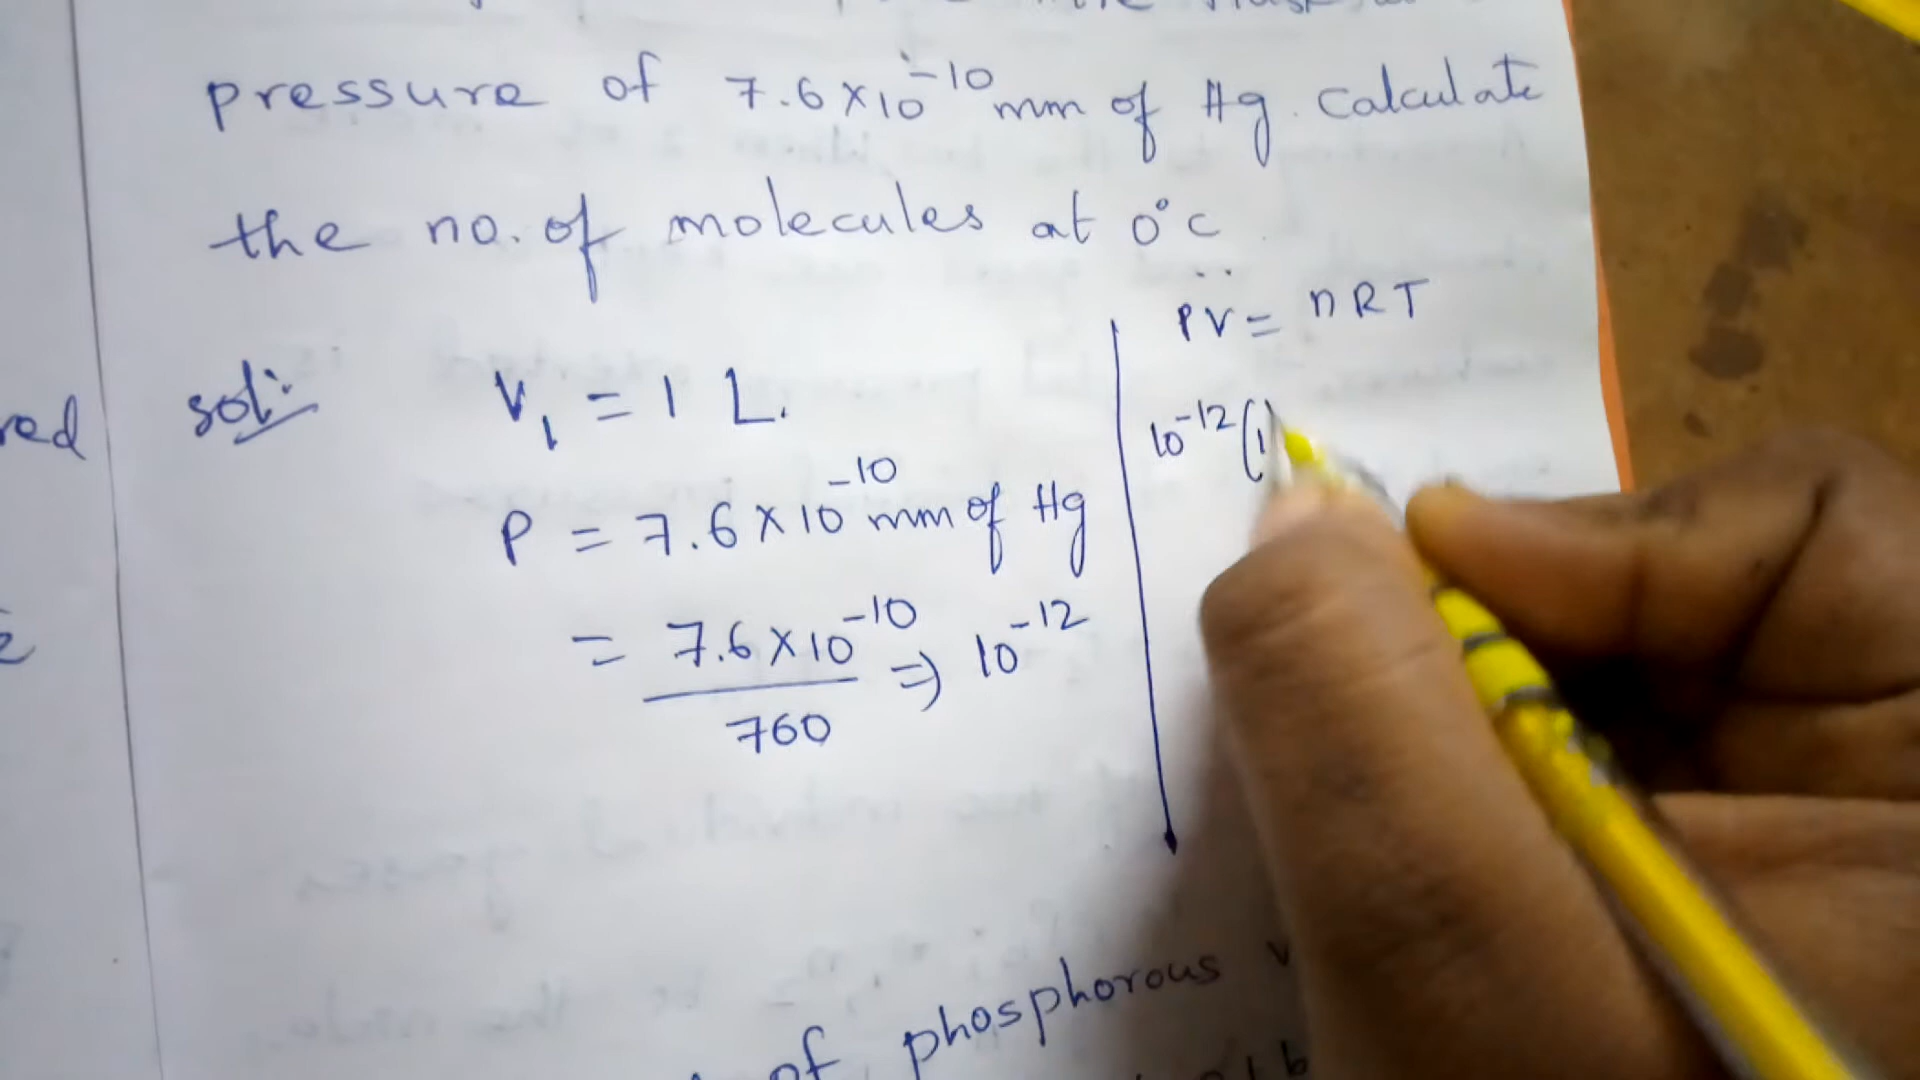 pressure of 7.6×10⁻¹⁰ mm of Hg. calculate
the no. of molecules at 0°c.
red
sol:
V₁ = 1 L.
P = 7.6×10⁻¹⁰ mm of Hg
= 7.6×10⁻¹⁰ / 760 ⇒ 10⁻¹²
PV = nRT
10⁻¹² (1)
of phosphorous